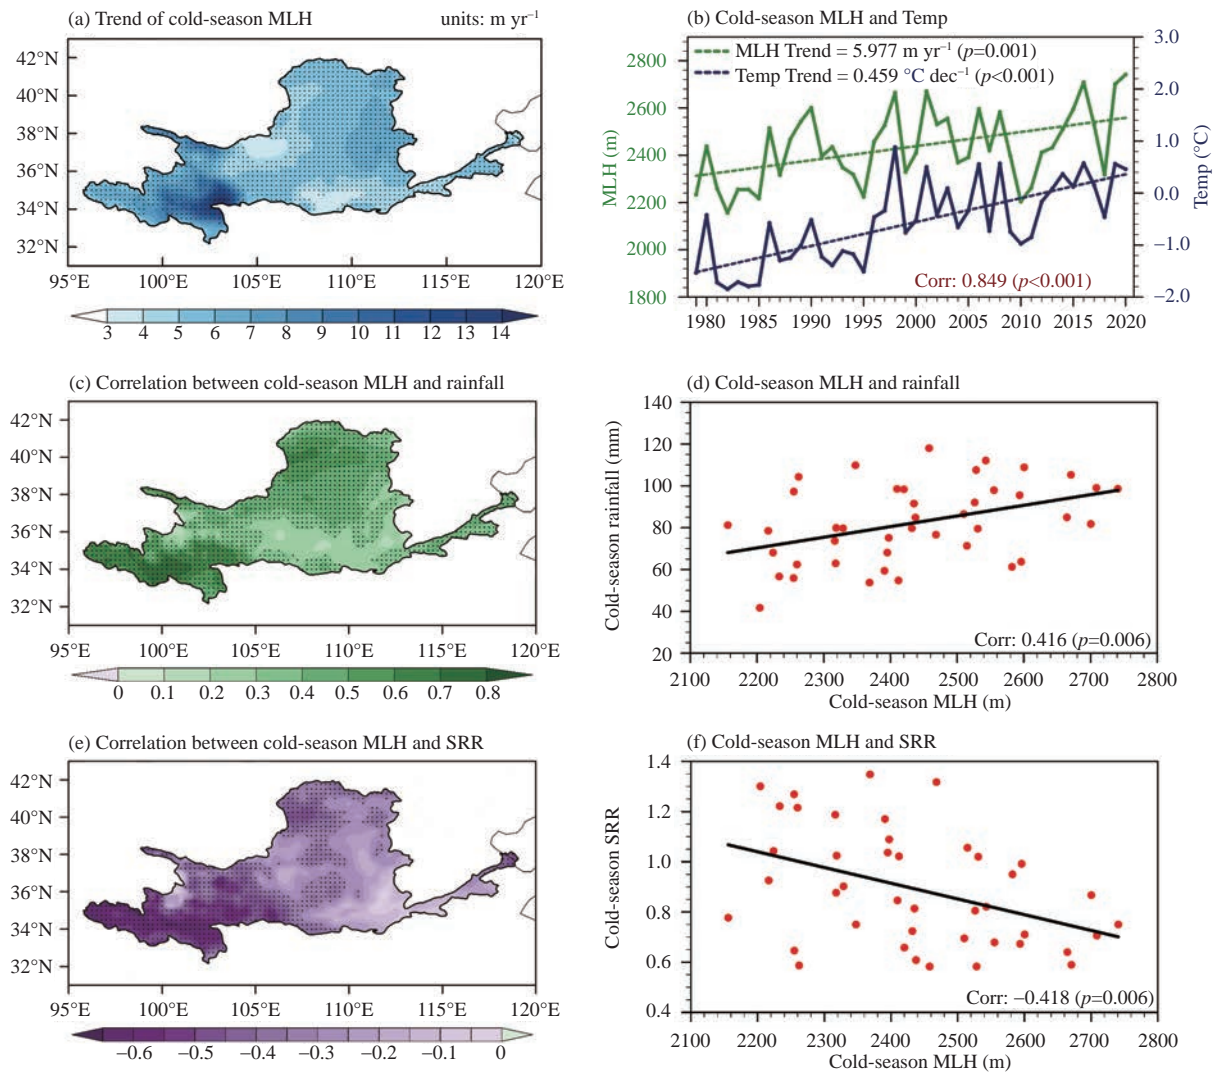 (a) Trend of cold-season MLH units: m yr⁻¹
42°N
40°N
38°N
36°N
34°N
32°N
95°E 100°E 105°E 110°E 115°E 120°E
3 4 5 6 7 8 9 10 11 12 13 14
(b) Cold-season MLH and Temp
MLH Trend = 5.977 m yr⁻¹ (p=0.001)
Temp Trend = 0.459 °C dec⁻¹ (p<0.001)
MLH (m)
2800
2600
2400
2200
2000
1800
3.0
2.0
1.0
0.0
−1.0
−2.0
Temp (°C)
Corr: 0.849 (p<0.001)
1980 1985 1990 1995 2000 2005 2010 2016 2020
(c) Correlation between cold-season MLH and rainfall
42°N
40°N
38°N
36°N
34°N
32°N
95°E 100°E 105°E 110°E 115°E 120°E
0 0.1 0.2 0.3 0.4 0.5 0.6 0.7 0.8
(d) Cold-season MLH and rainfall
Cold-season rainfall (mm)
140
120
100
80
60
40
20
Corr: 0.416 (p=0.006)
2100 2200 2300 2400 2500 2600 2700 2800
Cold-season MLH (m)
(e) Correlation between cold-season MLH and SRR
42°N
40°N
38°N
36°N
34°N
32°N
95°E 100°E 105°E 110°E 115°E 120°E
−0.6 −0.5 −0.4 −0.3 −0.2 −0.1 0
(f) Cold-season MLH and SRR
Cold-season SRR
1.4
1.2
1.0
0.8
0.6
0.4
Corr: −0.418 (p=0.006)
2100 2200 2300 2400 2500 2600 2700 2800
Cold-season MLH (m)